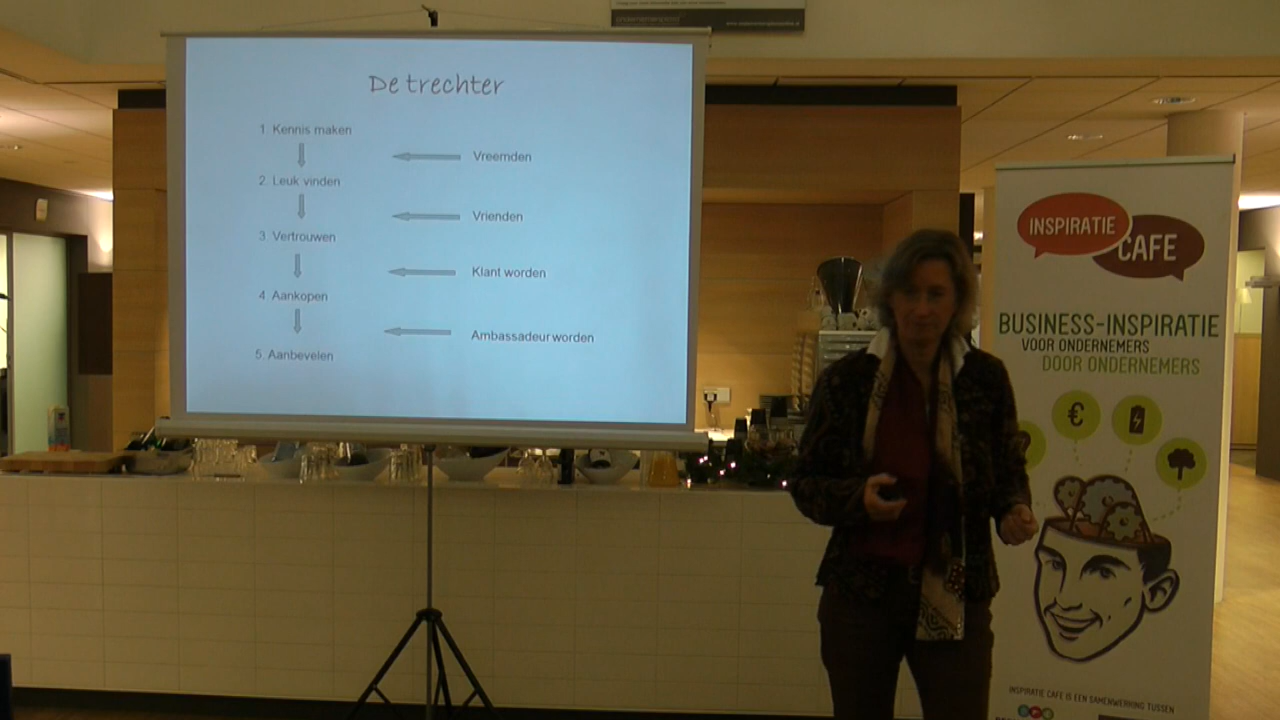 De trechter
1. Kennis maken
Vreemden
2. Leuk vinden
Vrienden
3. Vertrouwen
Klant worden
4. Aankopen
Ambassadeur worden
5. Aanbevelen
INSPIRATIE
CAFE
BUSINESS-INSPIRATIE
VOOR ONDERNEMERS
DOOR ONDERNEMERS
€
INSPIRATIE CAFE IS EEN SAMENWERKING TUSSEN